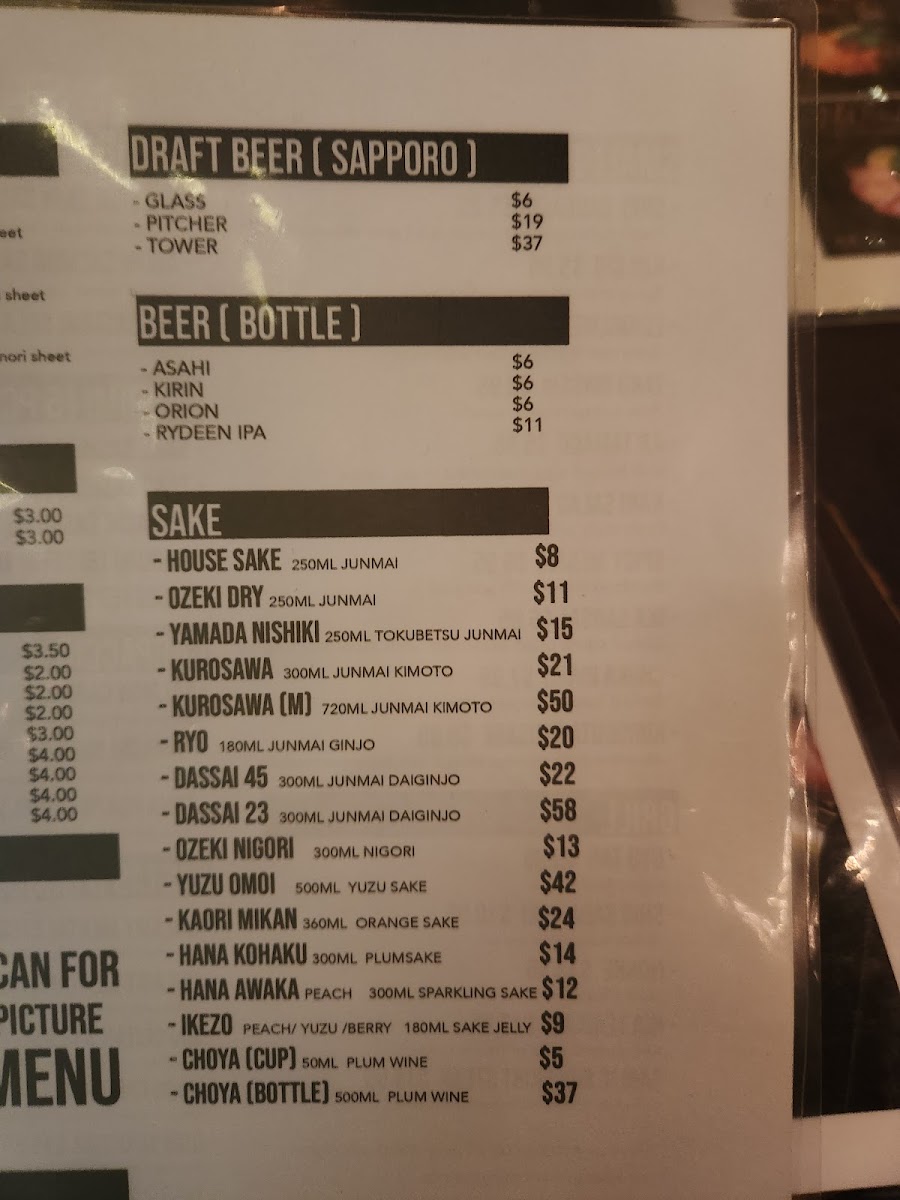 eet
sheet
nori sheet
$3.00
$3.00
$3.50
$2.00
$2.00
$2.00
$3.00
$4.00
$4.00
$4.00
$4.00
CAN FOR
PICTURE
MENU
DRAFT BEER ( SAPPORO )
- GLASS $6
- PITCHER $19
- TOWER $37
BEER ( BOTTLE )
- ASAHI $6
- KIRIN $6
- ORION $6
- RYDEEN IPA $11
SAKE
- HOUSE SAKE 250ML JUNMAI $8
- OZEKI DRY 250ML JUNMAI $11
- YAMADA NISHIKI 250ML TOKUBETSU JUNMAI $15
- KUROSAWA 300ML JUNMAI KIMOTO $21
- KUROSAWA (M) 720ML JUNMAI KIMOTO $50
- RYO 180ML JUNMAI GINJO $20
- DASSAI 45 300ML JUNMAI DAIGINJO $22
- DASSAI 23 300ML JUNMAI DAIGINJO $58
- OZEKI NIGORI 300ML NIGORI $13
- YUZU OMOI 500ML YUZU SAKE $42
- KAORI MIKAN 360ML ORANGE SAKE $24
- HANA KOHAKU 300ML PLUMSAKE $14
- HANA AWAKA PEACH 300ML SPARKLING SAKE $12
- IKEZO PEACH/ YUZU /BERRY 180ML SAKE JELLY $9
- CHOYA (CUP) 50ML PLUM WINE $5
- CHOYA (BOTTLE) 500ML PLUM WINE $37